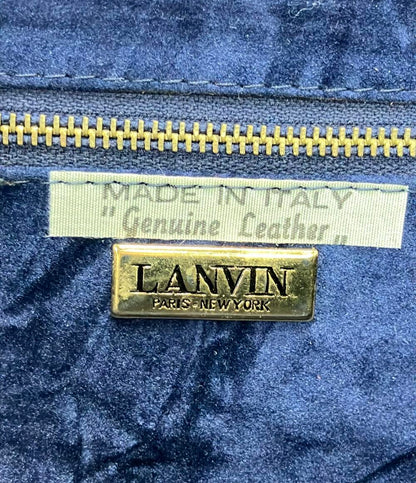 MADE IN ITALY
"Genuine Leather"
LANVIN
PARIS-NEW YORK